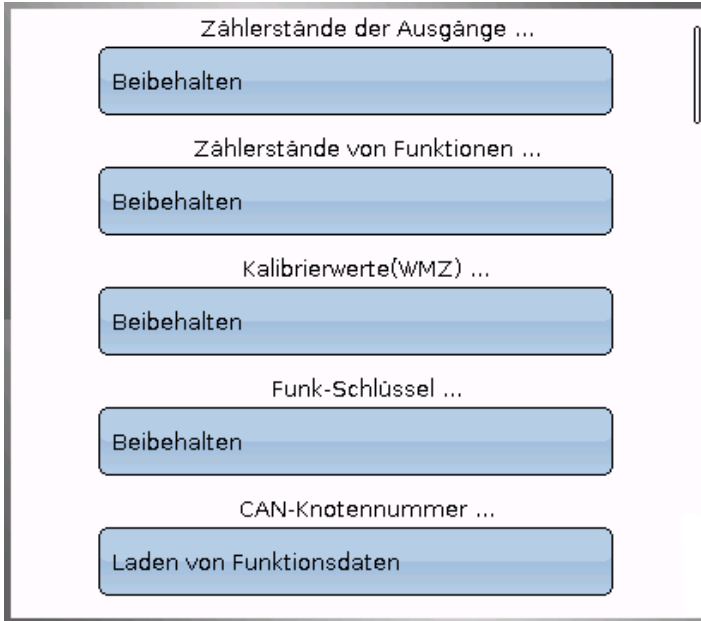 Zählerstände der Ausgänge ...
Beibehalten
Zählerstände von Funktionen ...
Beibehalten
Kalibrierwerte(WMZ) ...
Beibehalten
Funk-Schlüssel ...
Beibehalten
CAN-Knotennummer ...
Laden von Funktionsdaten